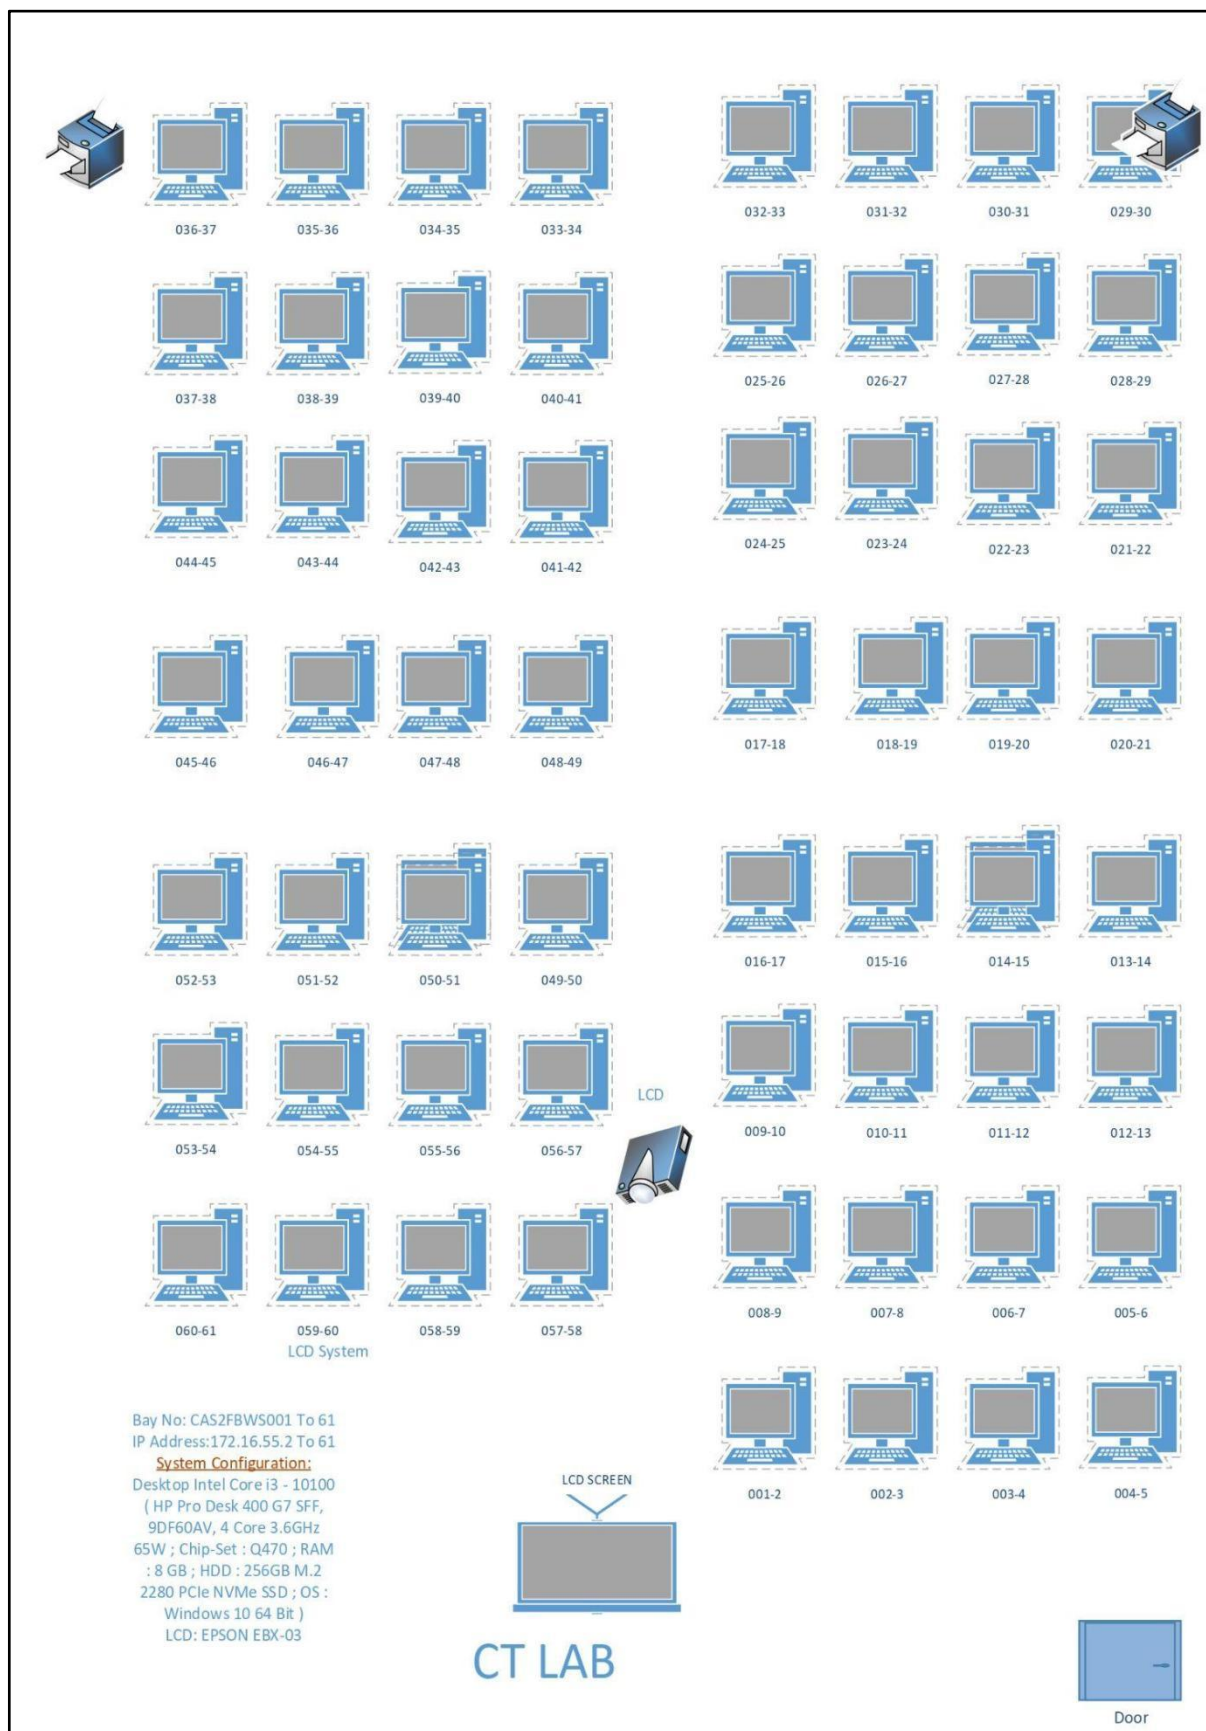 032-33 031-32 030-31 029-30
036-37 035-36 034-35 033-34
025-26 026-27 027-28 028-29
037-38 038-39 039-40 040-41
024-25 023-24 022-23 021-22
044-45 043-44 042-43 041-42
017-18 018-19 019-20 020-21
045-46 046-47 047-48 048-49
016-17 015-16 014-15 013-14
052-53 051-52 050-51 049-50
LCD
009-10 010-11 011-12 012-13
053-54 054-55 055-56 056-57
008-9 007-8 006-7 005-6
060-61 059-60 058-59 057-58
LCD System
001-2 002-3 003-4 004-5
Bay No: CAS2FBWS001 To 61
IP Address:172.16.55.2 To 61
System Configuration:
Desktop Intel Core i3 - 10100
( HP Pro Desk 400 G7 SFF,
9DF60AV, 4 Core 3.6GHz
65W ; Chip-Set : Q470 ; RAM
: 8 GB ; HDD : 256GB M.2
2280 PCIe NVMe SSD ; OS :
Windows 10 64 Bit )
LCD: EPSON EBX-03
LCD SCREEN
CT LAB
Door